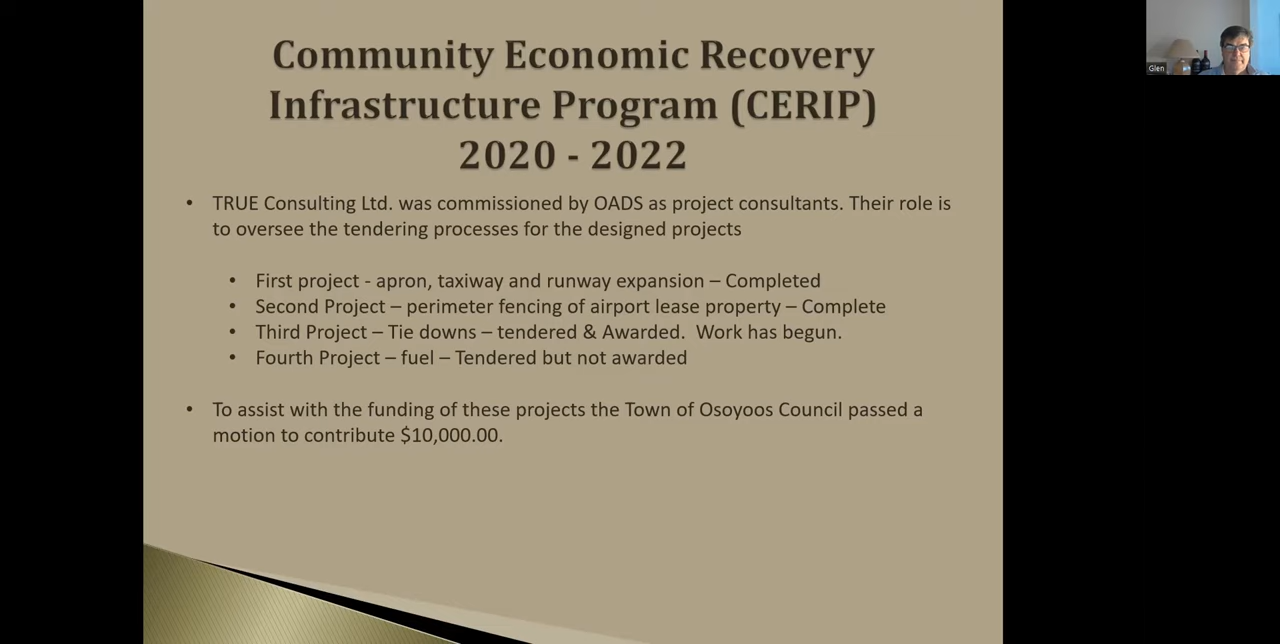 Community Economic Recovery
Infrastructure Program (CERIP)
2020 - 2022
• TRUE Consulting Ltd. was commissioned by OADS as project consultants. Their role is
to oversee the tendering processes for the designed projects
• First project - apron, taxiway and runway expansion – Completed
• Second Project – perimeter fencing of airport lease property – Complete
• Third Project – Tie downs – tendered & Awarded.  Work has begun.
• Fourth Project – fuel – Tendered but not awarded
• To assist with the funding of these projects the Town of Osoyoos Council passed a
motion to contribute $10,000.00.
Glen